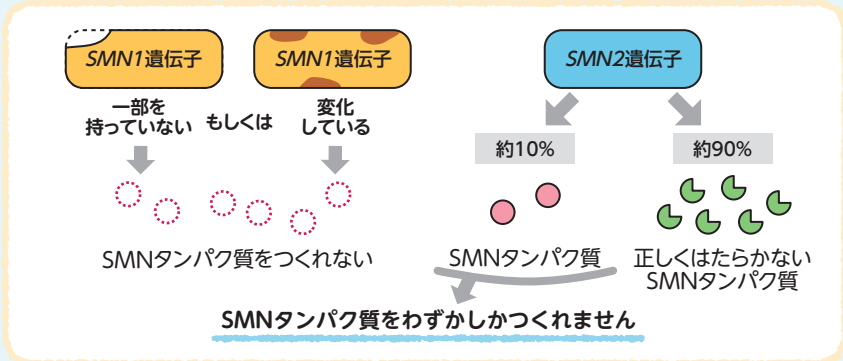 SMN1遺伝子
SMN1遺伝子
SMN2遺伝子
一部を
持っていない
もしくは
変化
している
約10%
約90%
SMNタンパク質をつくれない
SMNタンパク質
正しくはたらかない
SMNタンパク質
SMNタンパク質をわずかしかつくれません